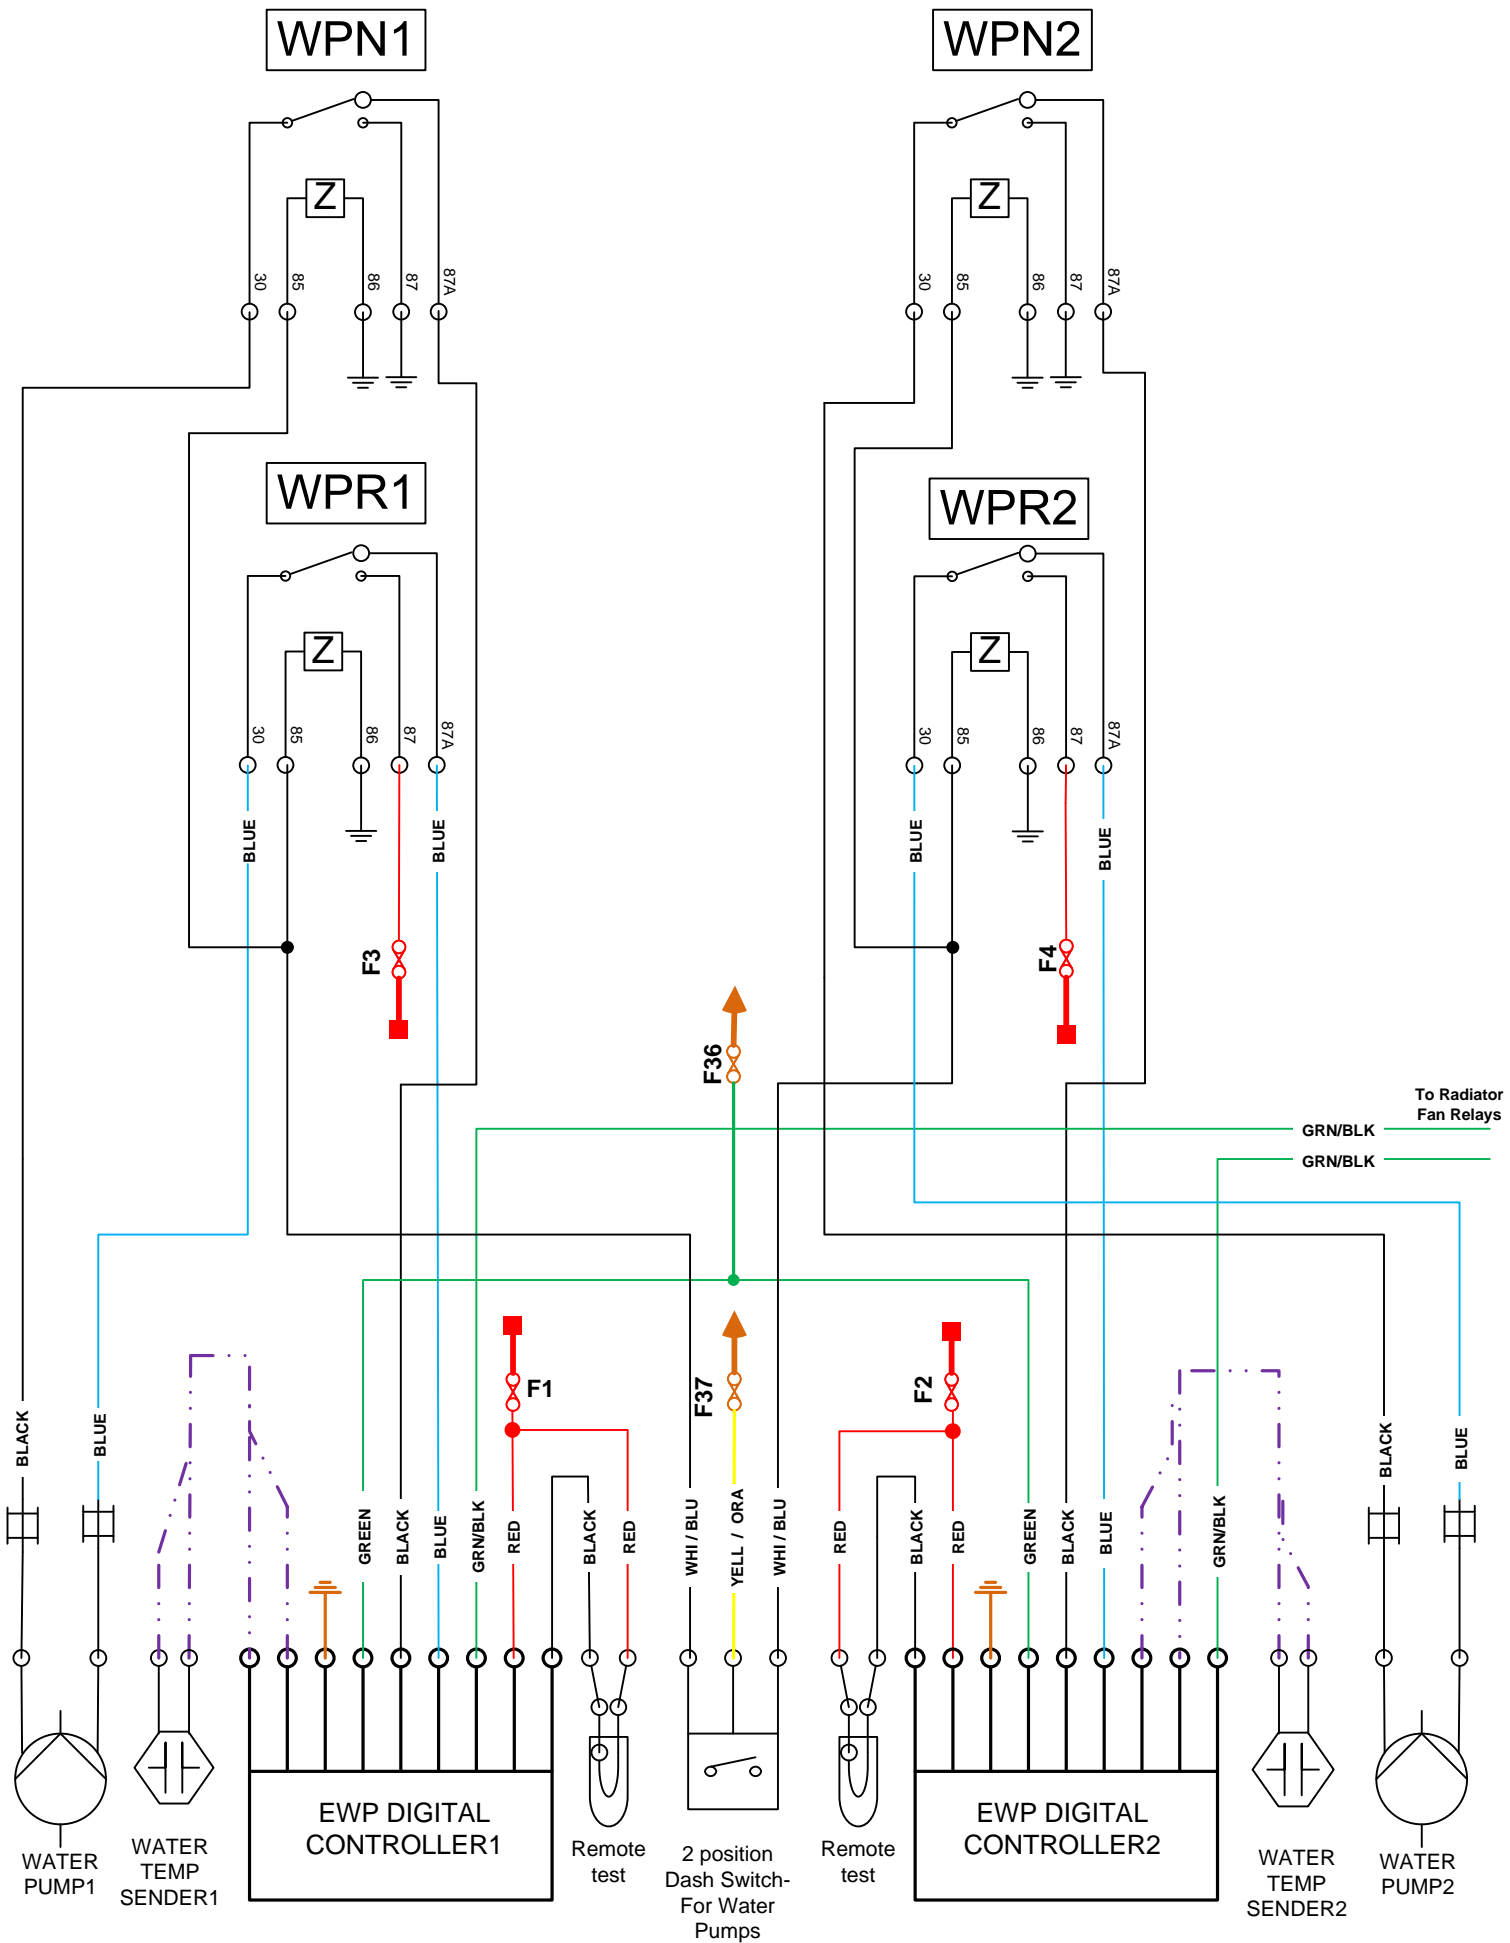 WPN1
WPN2
Z
Z
30
85
86
87
87A
30
85
86
87
87A
WPR1
WPR2
Z
Z
30
85
86
87
87A
30
85
86
87
87A
BLUE
BLUE
BLUE
BLUE
F3
F4
F36
To Radiator
Fan Relays
GRN/BLK
GRN/BLK
F1
F37
F2
BLACK
BLUE
GREEN
BLACK
BLUE
GRN/BLK
RED
BLACK
RED
WHI / BLU
YELL / ORA
WHI / BLU
RED
BLACK
RED
GREEN
BLACK
BLUE
GRN/BLK
BLACK
BLUE
WATER
PUMP1
WATER
TEMP
SENDER1
EWP DIGITAL
CONTROLLER1
Remote
test
2 position
Dash Switch-
For Water
Pumps
Remote
test
EWP DIGITAL
CONTROLLER2
WATER
TEMP
SENDER2
WATER
PUMP2